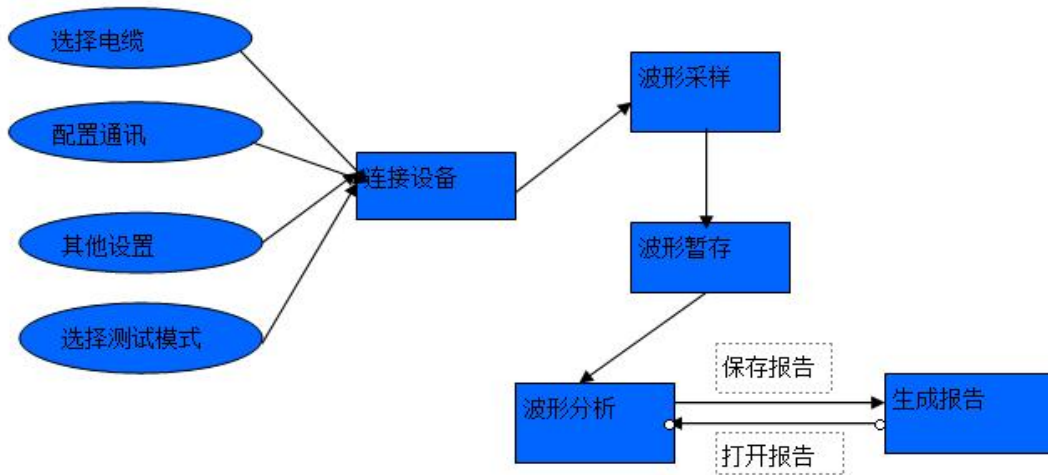 选择电缆
配置通讯
其他设置
选择测试模式
连接设备
波形采样
波形暂存
波形分析
保存报告
打开报告
生成报告